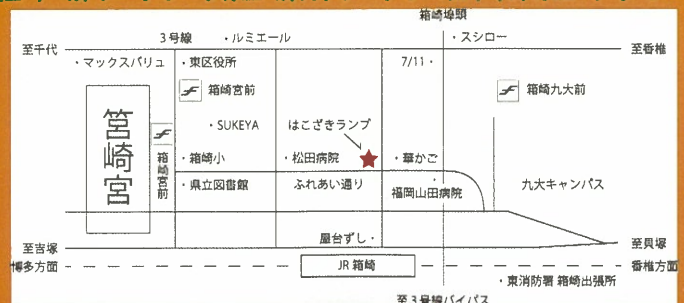 箱崎埠頭
3号線 ・ルミエール ・スシロー
至千代 至香椎
・マックスバリュ ・東区役所 7/11・
箱崎宮前 箱崎九大前
・SUKEYA はこざきランプ
筥崎宮
箱崎宮前
・箱崎小 ・松田病院 ・華かご
・県立図書館 ふれあい通り 福岡山田病院 九大キャンパス
屋台ずし・
至吉塚 至貝塚
博多方面 JR 箱崎 香椎方面
・東消防署 箱崎出張所
至3号線バイパス